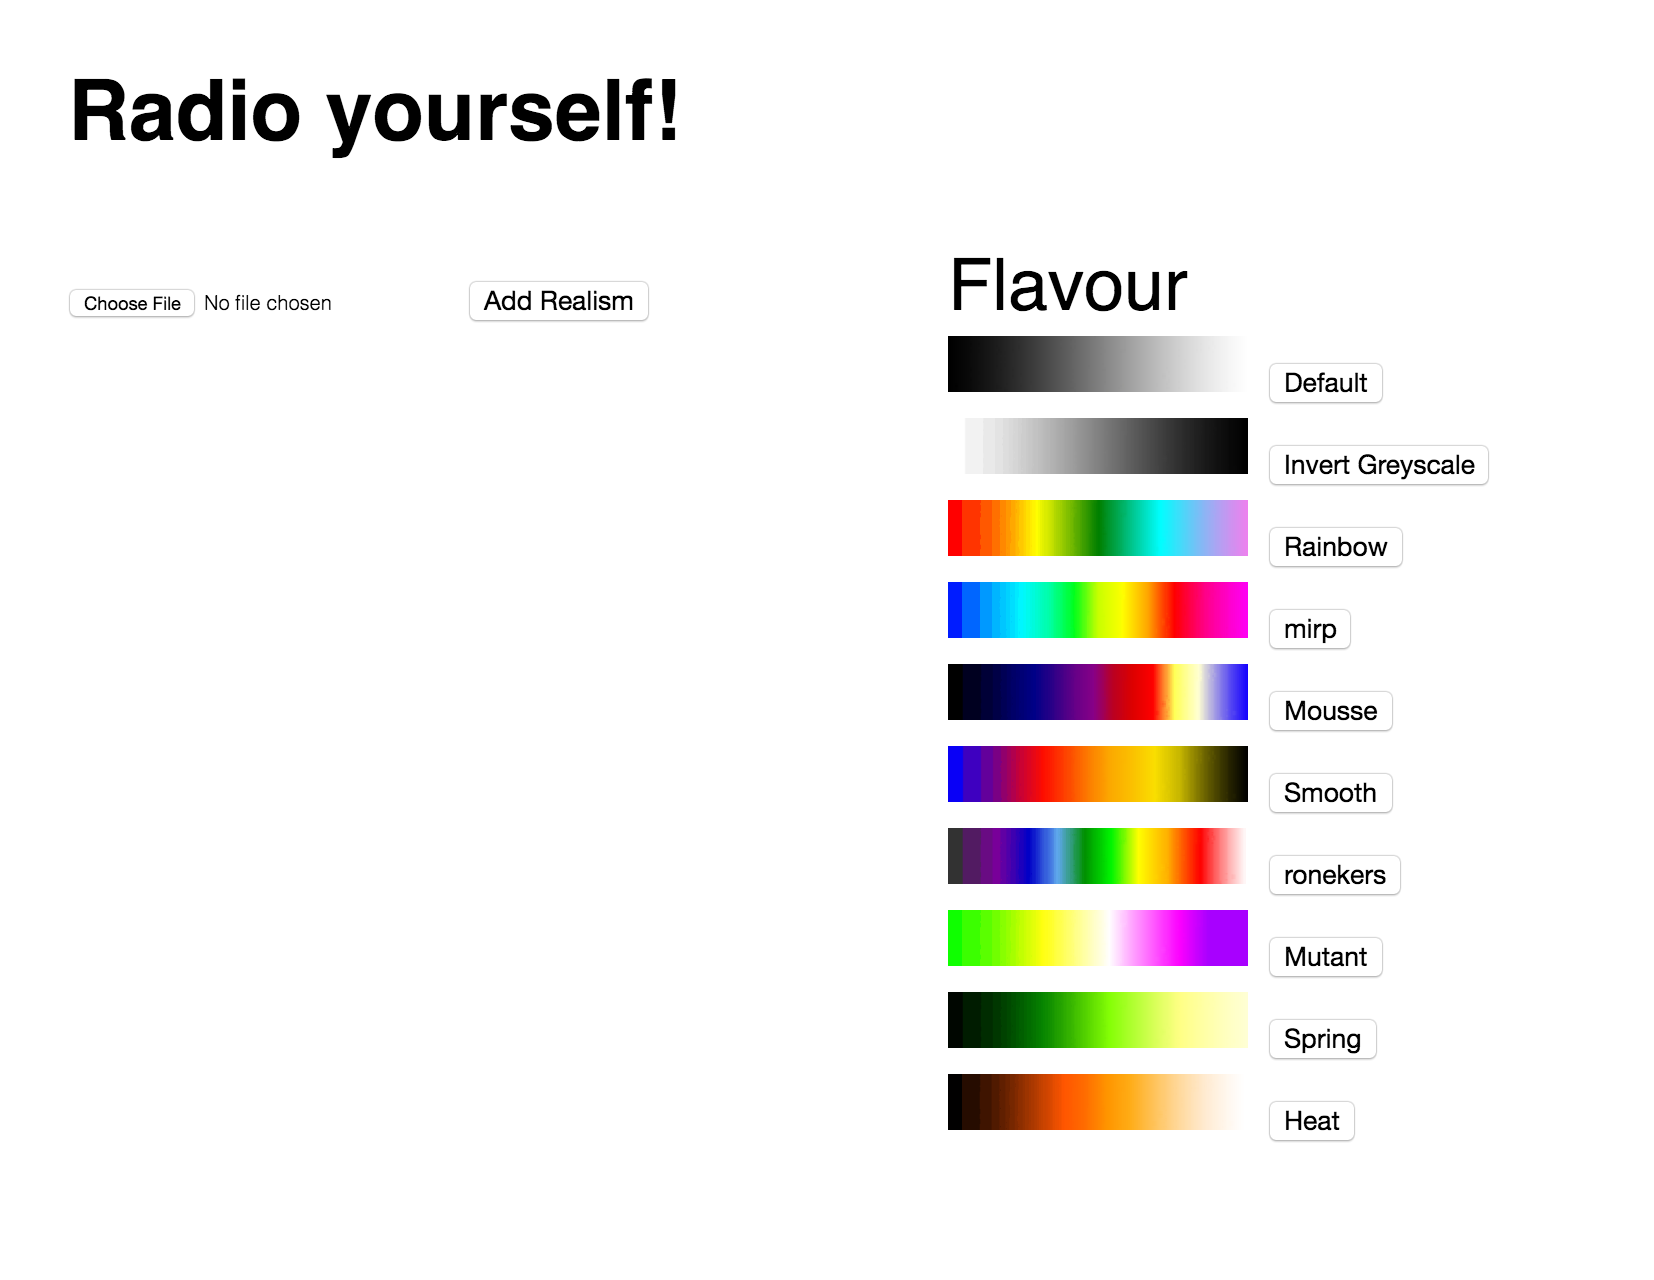 Radio yourself!
Choose File No file chosen
Add Realism
Flavour
Default
Invert Greyscale
Rainbow
mirp
Mousse
Smooth
ronekers
Mutant
Spring
Heat